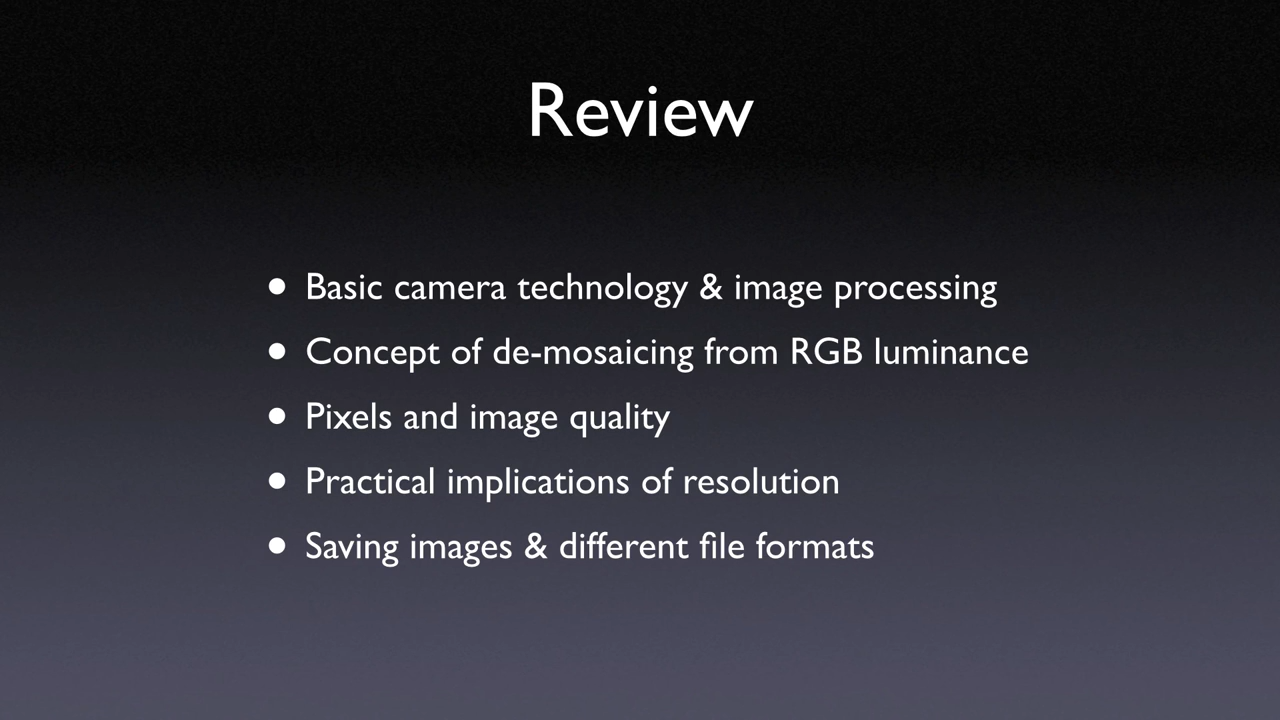 Review
• Basic camera technology & image processing
• Concept of de-mosaicing from RGB luminance
• Pixels and image quality
• Practical implications of resolution
• Saving images & different file formats